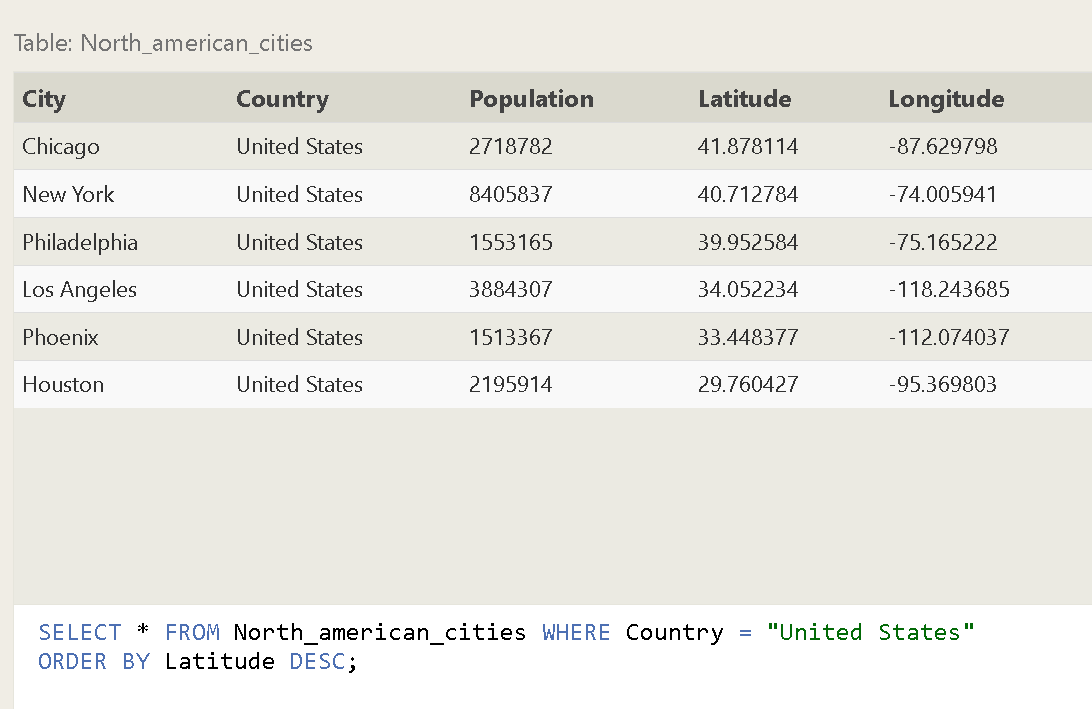 Table: North_american_cities
City Country Population Latitude Longitude
Chicago United States 2718782 41.878114 -87.629798
New York United States 8405837 40.712784 -74.005941
Philadelphia United States 1553165 39.952584 -75.165222
Los Angeles United States 3884307 34.052234 -118.243685
Phoenix United States 1513367 33.448377 -112.074037
Houston United States 2195914 29.760427 -95.369803
SELECT * FROM North_american_cities WHERE Country = "United States"
ORDER BY Latitude DESC;